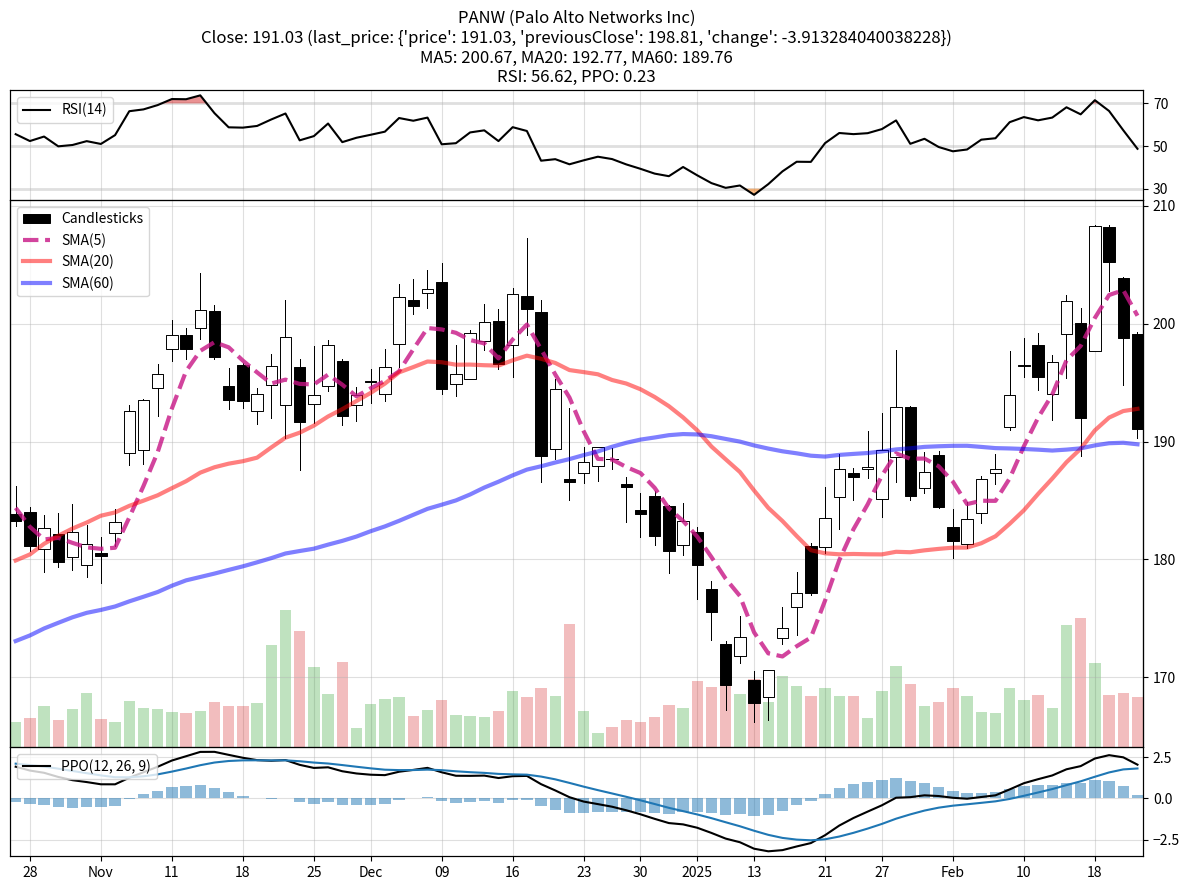 PANW (Palo Alto Networks Inc)
Close: 191.03 (last_price: {'price': 191.03, 'previousClose': 198.81, 'change': -3.913284040038228})
MA5: 200.67, MA20: 192.77, MA60: 189.76
RSI: 56.62, PPO: 0.23
RSI(14)
70
50
30
Candlesticks
SMA(5)
SMA(20)
SMA(60)
210
200
190
180
170
PPO(12, 26, 9)
2.5
0.0
−2.5
28 Nov 11 18 25 Dec 09 16 23 30 2025 13 21 27 Feb 10 18